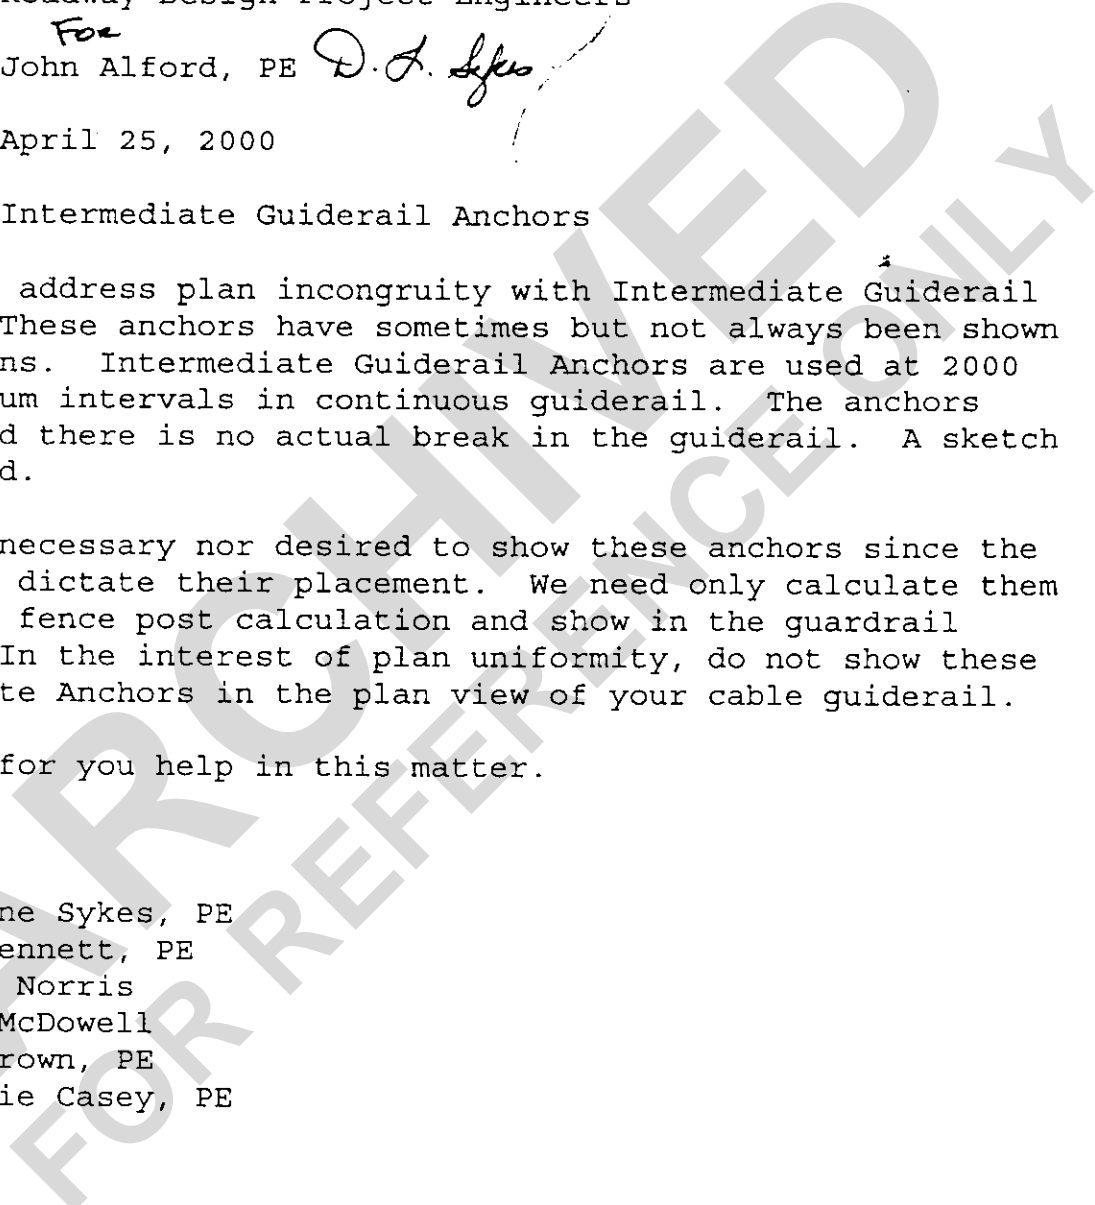 Roadway Design Project Engineers
For
John Alford, PE D. L. Sykes
April 25, 2000
Intermediate Guiderail Anchors
address plan incongruity with Intermediate Guiderail
These anchors have sometimes but not always been shown
ns. Intermediate Guiderail Anchors are used at 2000
um intervals in continuous guiderail. The anchors
d there is no actual break in the guiderail. A sketch
d.
necessary nor desired to show these anchors since the
dictate their placement. We need only calculate them
fence post calculation and show in the guardrail
In the interest of plan uniformity, do not show these
te Anchors in the plan view of your cable guiderail.
for you help in this matter.
ne Sykes, PE
ennett, PE
Norris
McDowell
rown, PE
ie Casey, PE
ARCHIVED
FOR REFERENCE ONLY